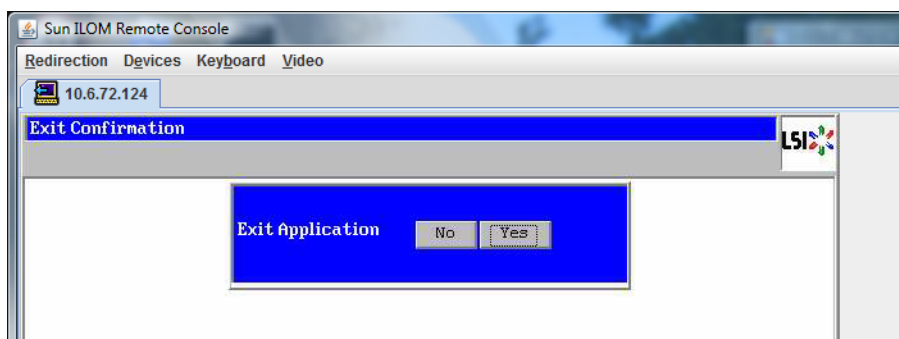 Sun ILOM Remote Console
Redirection Devices Keyboard Video
10.6.72.124
Exit Confirmation
LSI
Exit Application No Yes